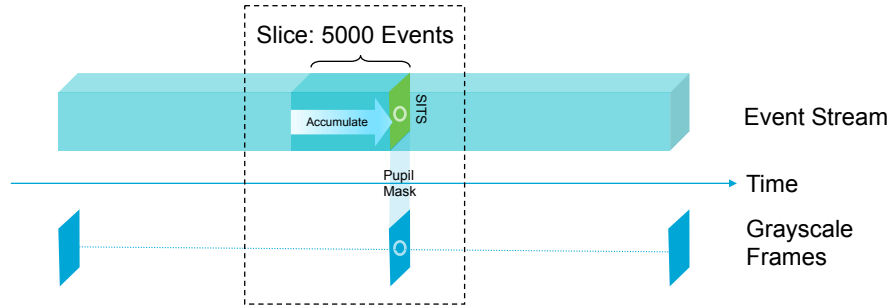 Slice: 5000 Events
Accumulate
SITS
Event Stream
Pupil
Mask
Time
Grayscale
Frames